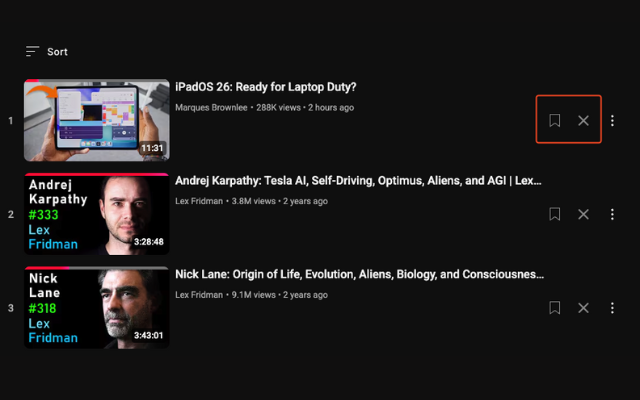 Sort
1
11:31
iPadOS 26: Ready for Laptop Duty?
Marques Brownlee • 288K views • 2 hours ago
2
Andrej
Karpathy
#333
Lex
Fridman
3:28:48
Andrej Karpathy: Tesla AI, Self-Driving, Optimus, Aliens, and AGI | Lex...
Lex Fridman • 3.8M views • 2 years ago
3
Nick
Lane
#318
Lex
Fridman
3:43:01
Nick Lane: Origin of Life, Evolution, Aliens, Biology, and Consciousnes...
Lex Fridman • 9.1M views • 2 years ago